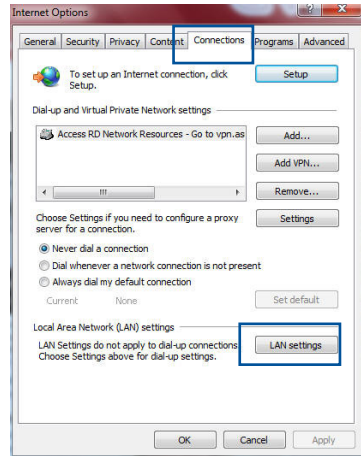 Internet Options
General Security Privacy Content Connections Programs Advanced
To set up an Internet connection, click
Setup.
Setup
Dial-up and Virtual Private Network settings
Access RD Network Resources - Go to vpn.as
Add...
Add VPN...
Remove...
Choose Settings if you need to configure a proxy
server for a connection.
Settings
Never dial a connection
Dial whenever a network connection is not present
Always dial my default connection
Current None
Set default
Local Area Network (LAN) settings
LAN Settings do not apply to dial-up connections
Choose Settings above for dial-up settings.
LAN settings
OK Cancel Apply